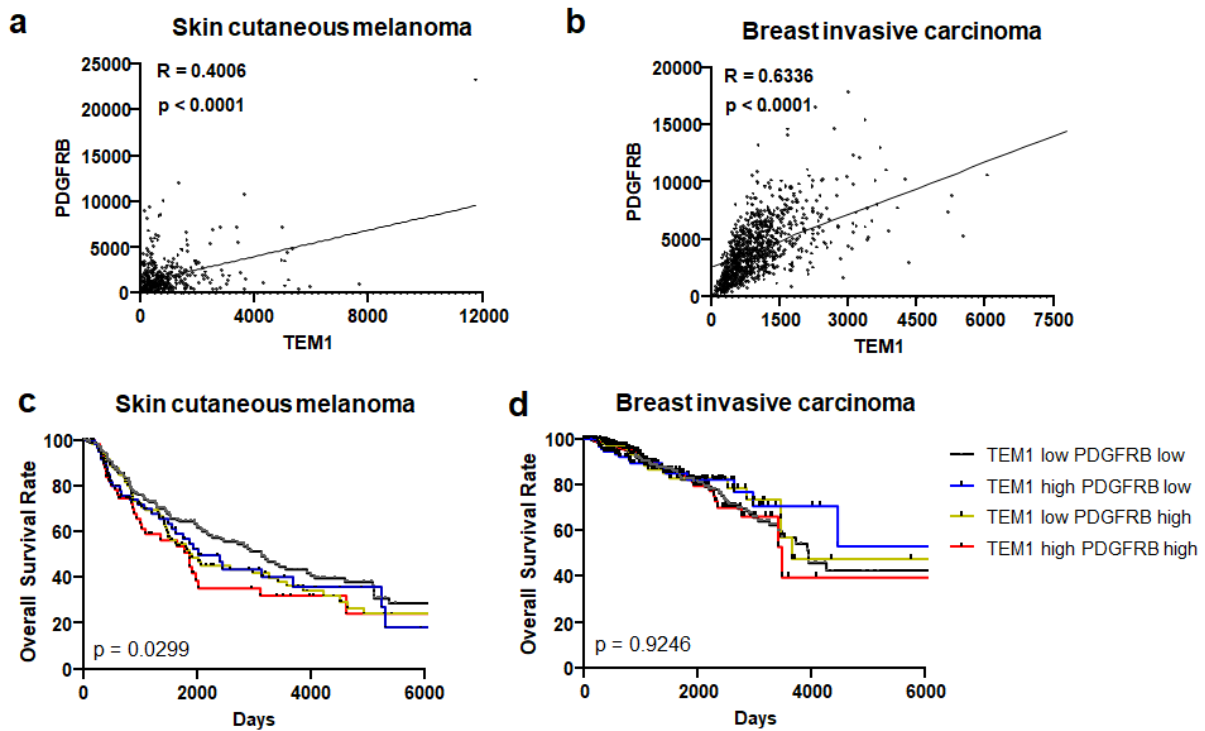 a
Skin cutaneous melanoma
R = 0.4006
p < 0.0001
25000
20000
15000
10000
5000
0
PDGFRB
0 4000 8000 12000
TEM1
b
Breast invasive carcinoma
R = 0.6336
p < 0.0001
20000
15000
10000
5000
0
PDGFRB
0 1500 3000 4500 6000 7500
TEM1
c
Skin cutaneous melanoma
100
80
60
40
20
0
Overall Survival Rate
p = 0.0299
0 2000 4000 6000
Days
d
Breast invasive carcinoma
100
80
60
40
20
0
Overall Survival Rate
p = 0.9246
0 2000 4000 6000
Days
TEM1 low PDGFRB low
TEM1 high PDGFRB low
TEM1 low PDGFRB high
TEM1 high PDGFRB high